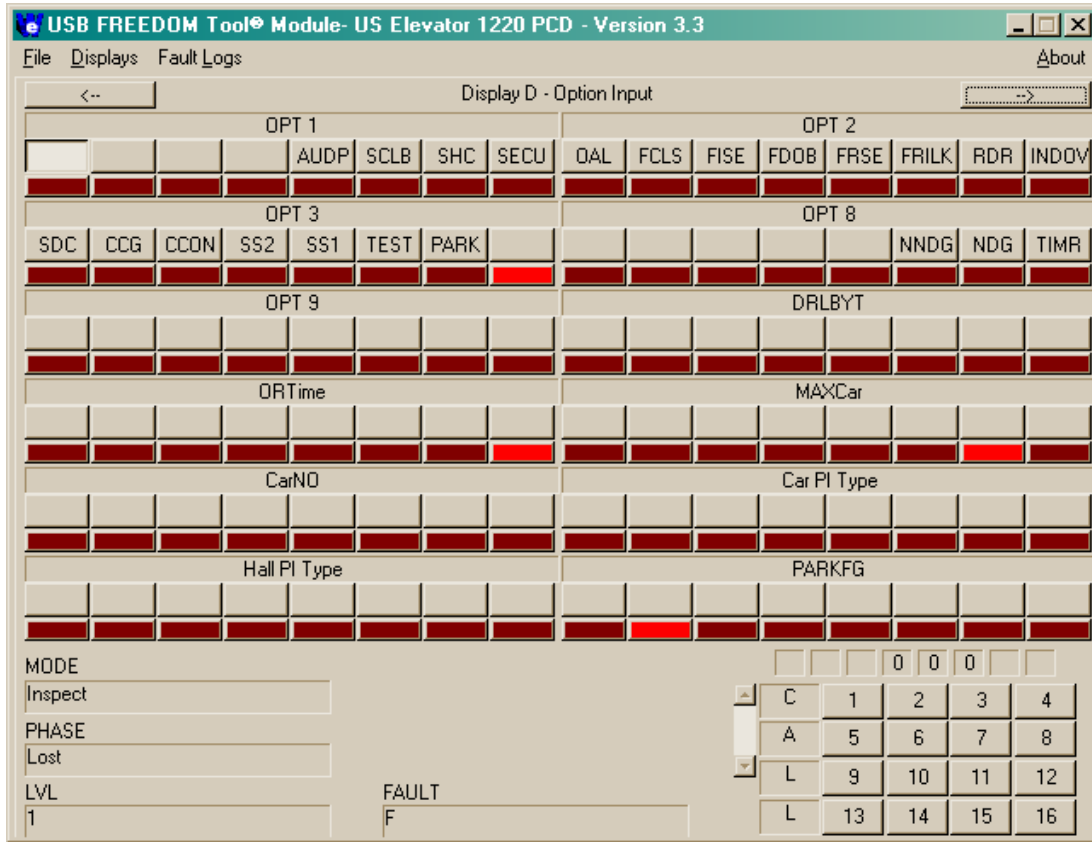 USB FREEDOM Tool® Module- US Elevator 1220 PCD - Version 3.3
File Displays Fault Logs About
<-- Display D - Option Input -->
OPT 1 OPT 2
AUDP SCLB SHC SECU OAL FCLS FISE FDOB FRSE FRILK RDR INDOV
OPT 3 OPT 8
SDC CCG CCON SS2 SS1 TEST PARK NNDG NDG TIMR
OPT 9 DRLBYT
ORTime MAXCar
CarNO Car PI Type
Hall PI Type PARKFG
MODE 0 0 0
Inspect C 1 2 3 4
PHASE A 5 6 7 8
Lost L 9 10 11 12
LVL FAULT
1 F L 13 14 15 16